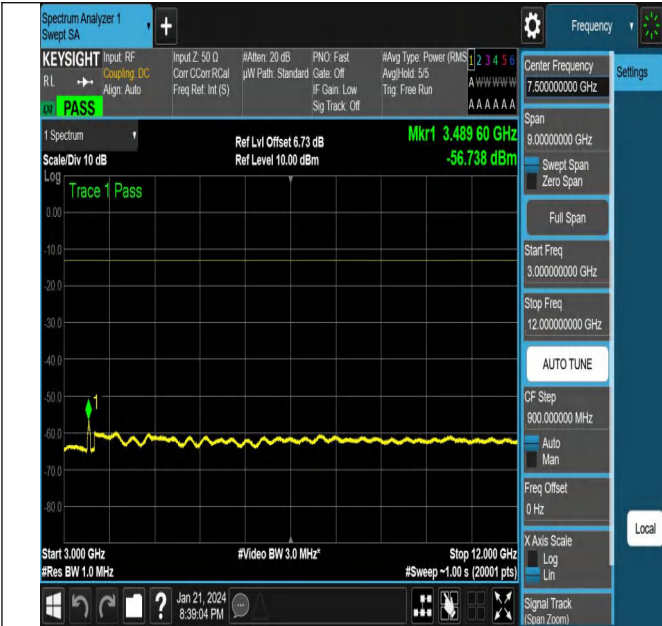 Spectrum Analyzer 1
Swept SA
+
Frequency
KEYSIGHT
RL
LXI
PASS
Input: RF
Coupling: DC
Align: Auto
Input Z: 50 Ω
Corr CCorr RCal
Freq Ref: Int (S)
#Atten: 20 dB
µW Path: Standard
PNO: Fast
Gate: Off
IF Gain: Low
Sig Track: Off
#Avg Type: Power (RMS
Avg|Hold: 5/5
Trig: Free Run
1 2 3 4 5 6
A W W W W W
A A A A A A
Center Frequency
7.500000000 GHz
Settings
Span
9.00000000 GHz
Swept Span
Zero Span
Full Span
Start Freq
3.000000000 GHz
Stop Freq
12.000000000 GHz
AUTO TUNE
CF Step
900.000000 MHz
Auto
Man
Freq Offset
0 Hz
X Axis Scale
Log
Lin
Signal Track
(Span Zoom)
Local
1 Spectrum
Scale/Div 10 dB
Log
Ref Lvl Offset 6.73 dB
Ref Level 10.00 dBm
Mkr1 3.489 60 GHz
-56.738 dBm
Trace 1 Pass
0.00
-10.0
-20.0
-30.0
-40.0
-50.0
-60.0
-70.0
-80.0
1
Start 3.000 GHz
#Res BW 1.0 MHz
#Video BW 3.0 MHz*
Stop 12.000 GHz
#Sweep ~1.00 s (20001 pts)
?
Jan 21, 2024
8:39:04 PM